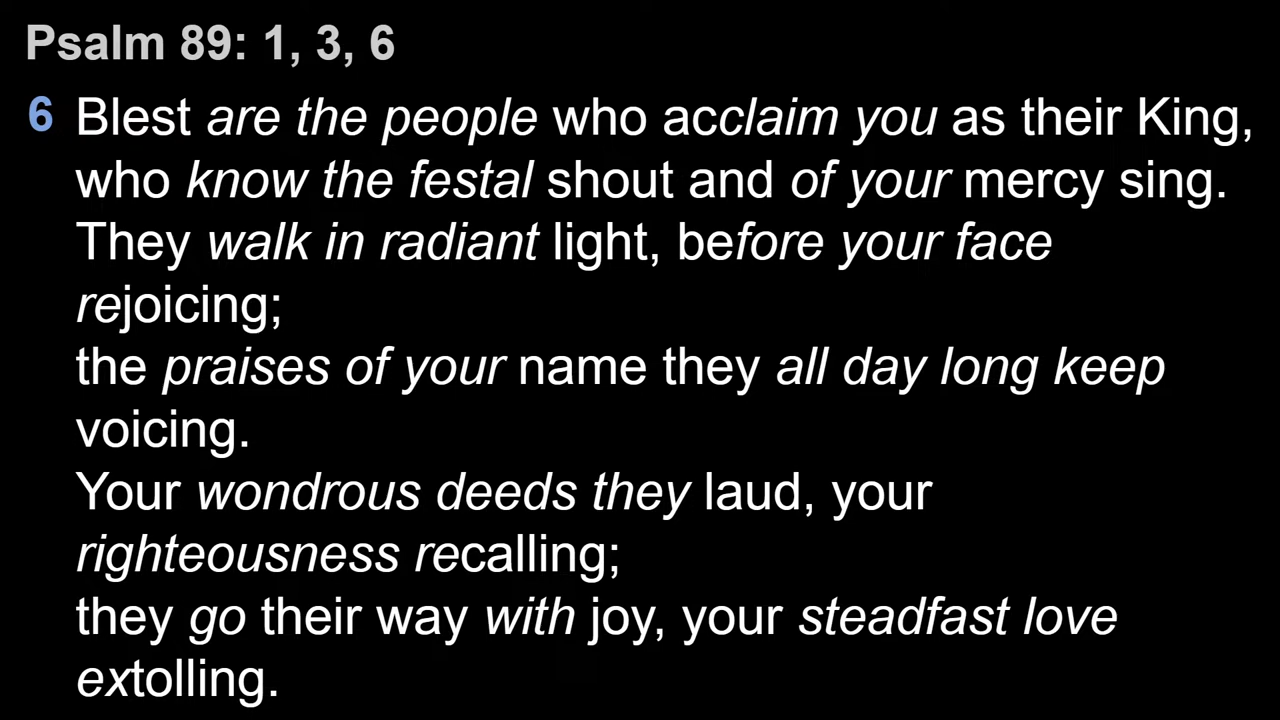 Psalm 89: 1, 3, 6
6 Blest are the people who acclaim you as their King,
who know the festal shout and of your mercy sing.
They walk in radiant light, before your face
rejoicing;
the praises of your name they all day long keep
voicing.
Your wondrous deeds they laud, your
righteousness recalling;
they go their way with joy, your steadfast love
extolling.